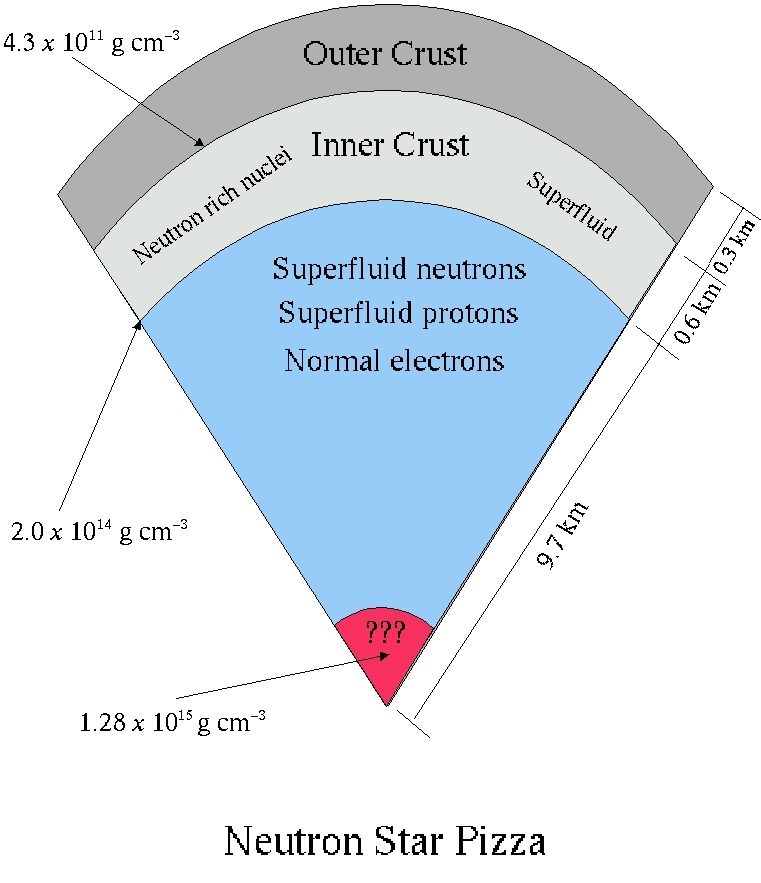 4.3 x 10¹¹ g cm⁻³
Outer Crust
Inner Crust
Neutron rich nuclei
Superfluid
0.3 km
0.6 km
Superfluid neutrons
Superfluid protons
Normal electrons
2.0 x 10¹⁴ g cm⁻³
9.7 km
???
1.28 x 10¹⁵ g cm⁻³
Neutron Star Pizza